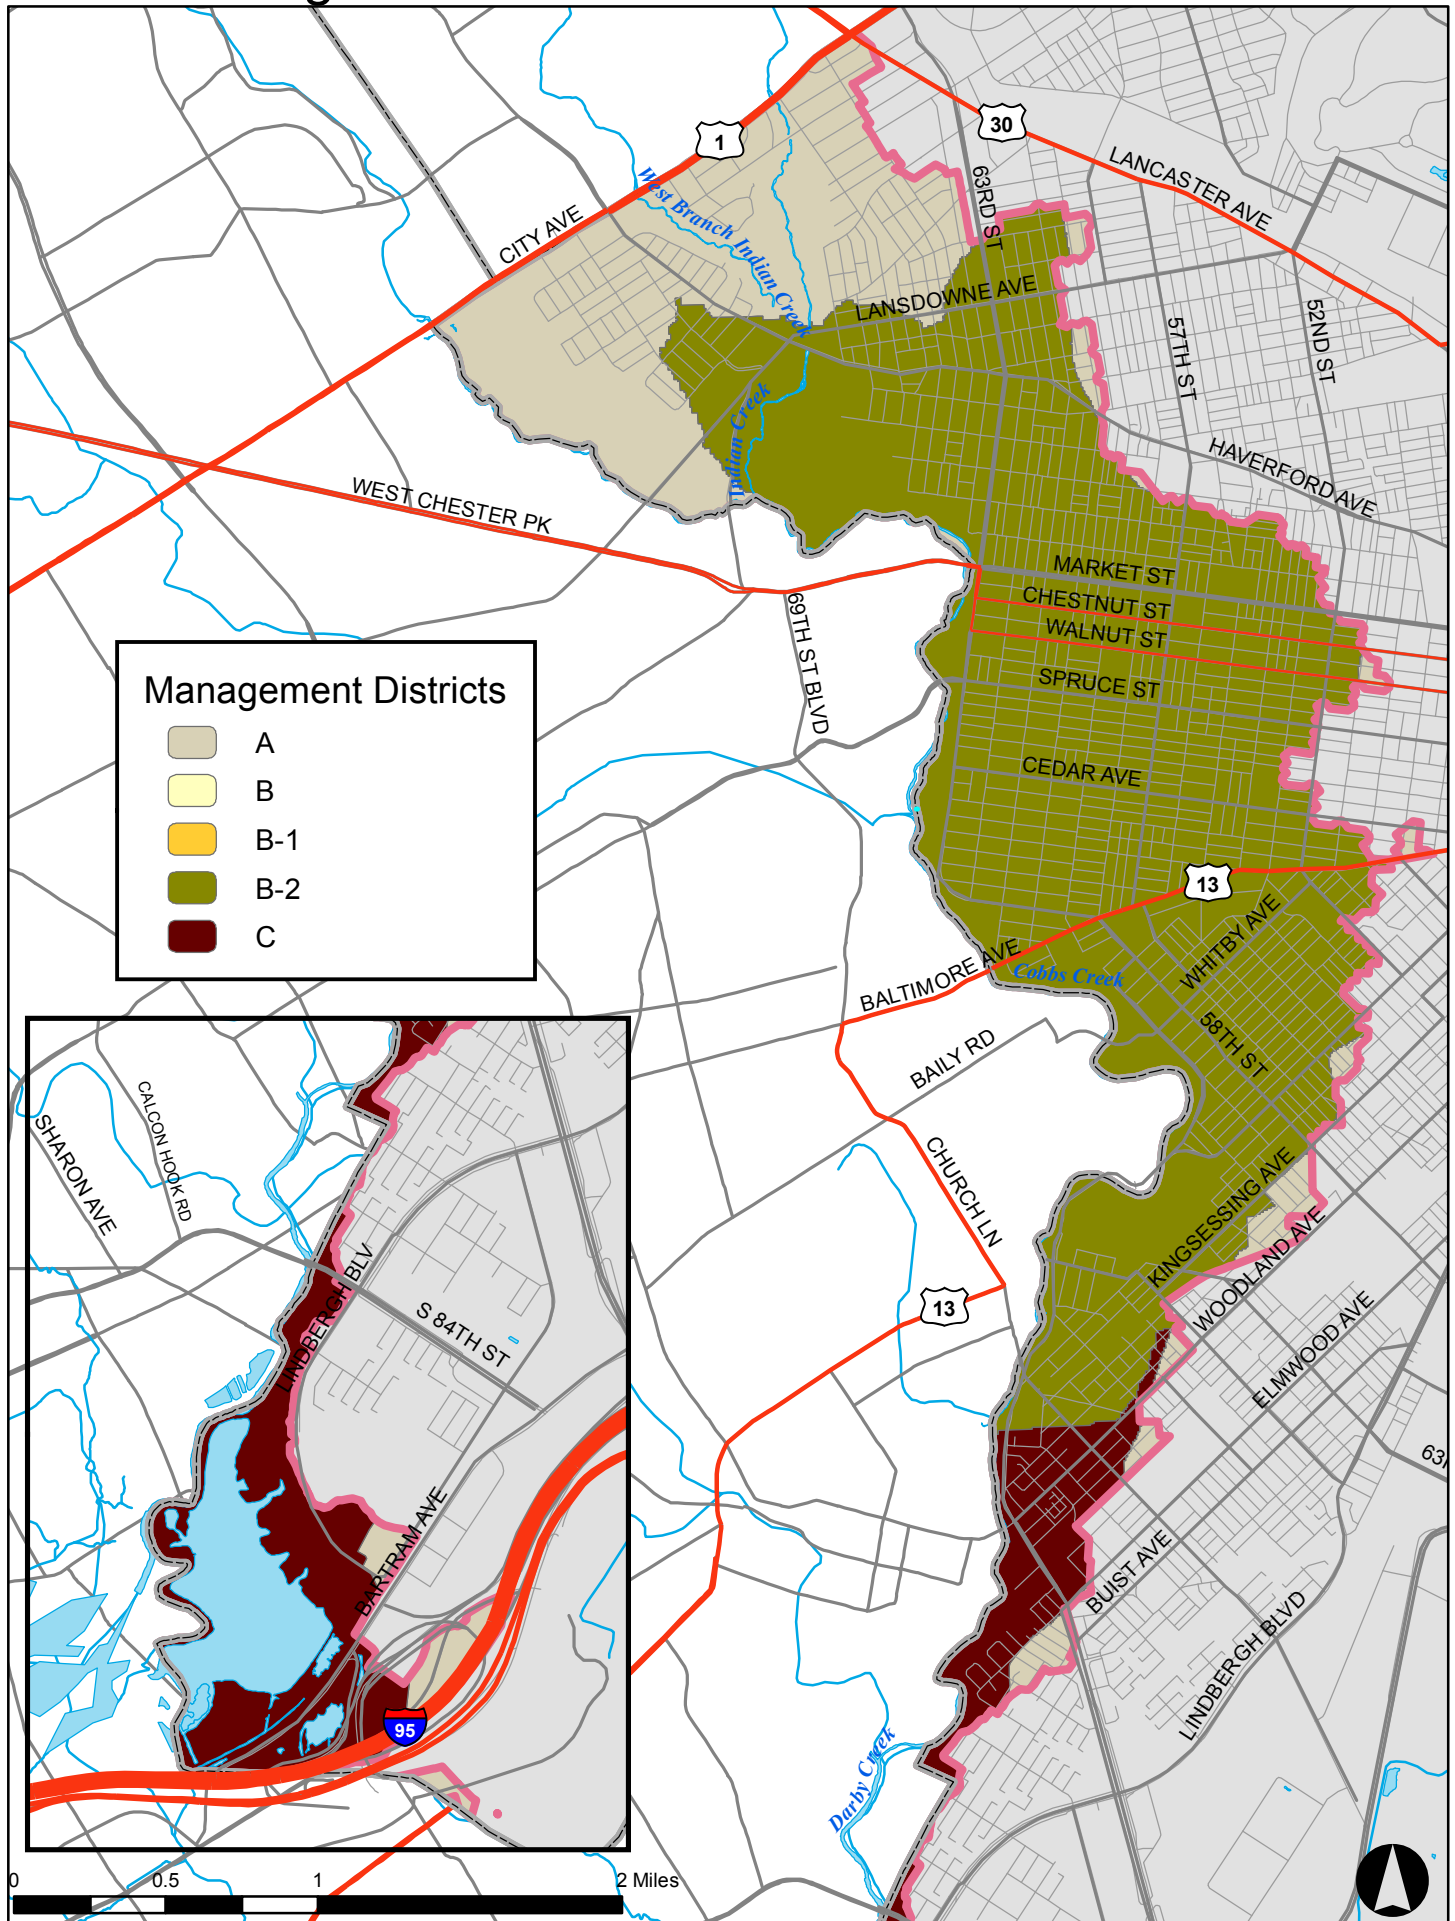 1
30
LANCASTER AVE
63RD ST
West Branch Indian Creek
CITY AVE
LANSDOWNE AVE
57TH ST
52ND ST
Indian Creek
HAVERFORD AVE
WEST CHESTER PK
MARKET ST
CHESTNUT ST
WALNUT ST
69TH ST BLVD
SPRUCE ST
CEDAR AVE
Management Districts
A
B
B-1
B-2
C
13
WHITBY AVE
BALTIMORE AVE
Cobbs Creek
58TH ST
BAILY RD
CHURCH LN
KINGSESSING AVE
WOODLAND AVE
13
ELMWOOD AVE
BUIST AVE
LINDBERGH BLVD
Darby Creek
SHARON AVE
CALCON HOOK RD
LINDBERGH BLV
S 84TH ST
BARTRAM AVE
95
0
0.5
1
2 Miles